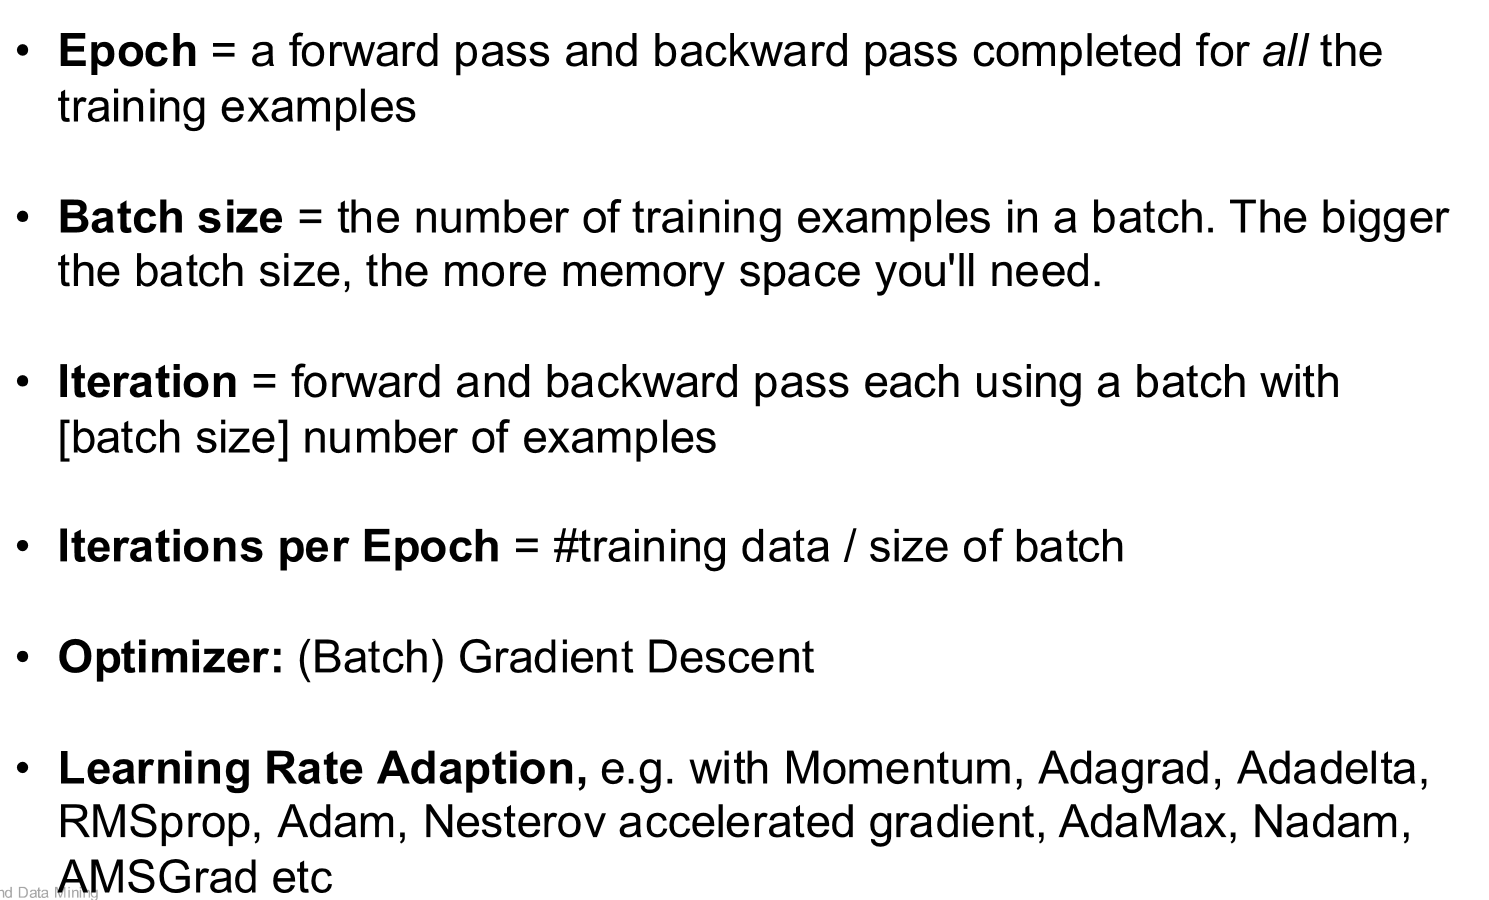 • Epoch = a forward pass and backward pass completed for all the
training examples
• Batch size = the number of training examples in a batch. The bigger
the batch size, the more memory space you'll need.
• Iteration = forward and backward pass each using a batch with
[batch size] number of examples
• Iterations per Epoch = #training data / size of batch
• Optimizer: (Batch) Gradient Descent
• Learning Rate Adaption, e.g. with Momentum, Adagrad, Adadelta,
RMSprop, Adam, Nesterov accelerated gradient, AdaMax, Nadam,
AMSGrad etc
nd Data Mining